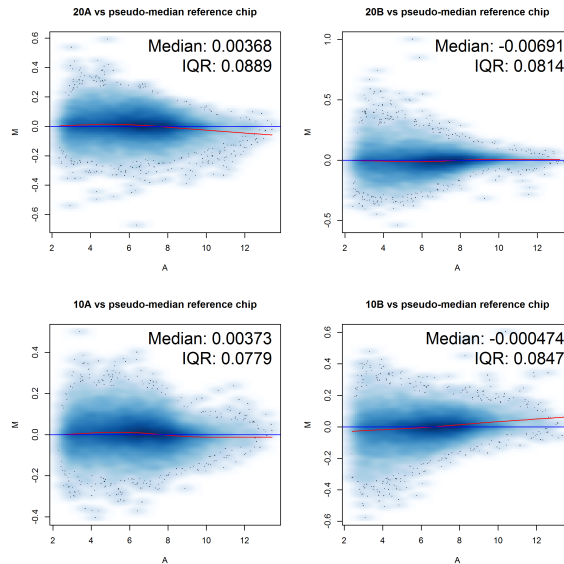 20A vs pseudo-median reference chip
Median: 0.00368
IQR: 0.0889
M
0.6
0.4
0.2
0.0
-0.2
-0.4
-0.6
2 4 6 8 10 12
A
20B vs pseudo-median reference chip
Median: -0.00691
IQR: 0.0814
M
1.0
0.5
0.0
-0.5
2 4 6 8 10 12
A
10A vs pseudo-median reference chip
Median: 0.00373
IQR: 0.0779
M
0.4
0.2
0.0
-0.2
-0.4
2 4 6 8 10 12
A
10B vs pseudo-median reference chip
Median: -0.000474
IQR: 0.0847
M
0.6
0.4
0.2
0.0
-0.2
-0.4
-0.6
2 4 6 8 10 12
A